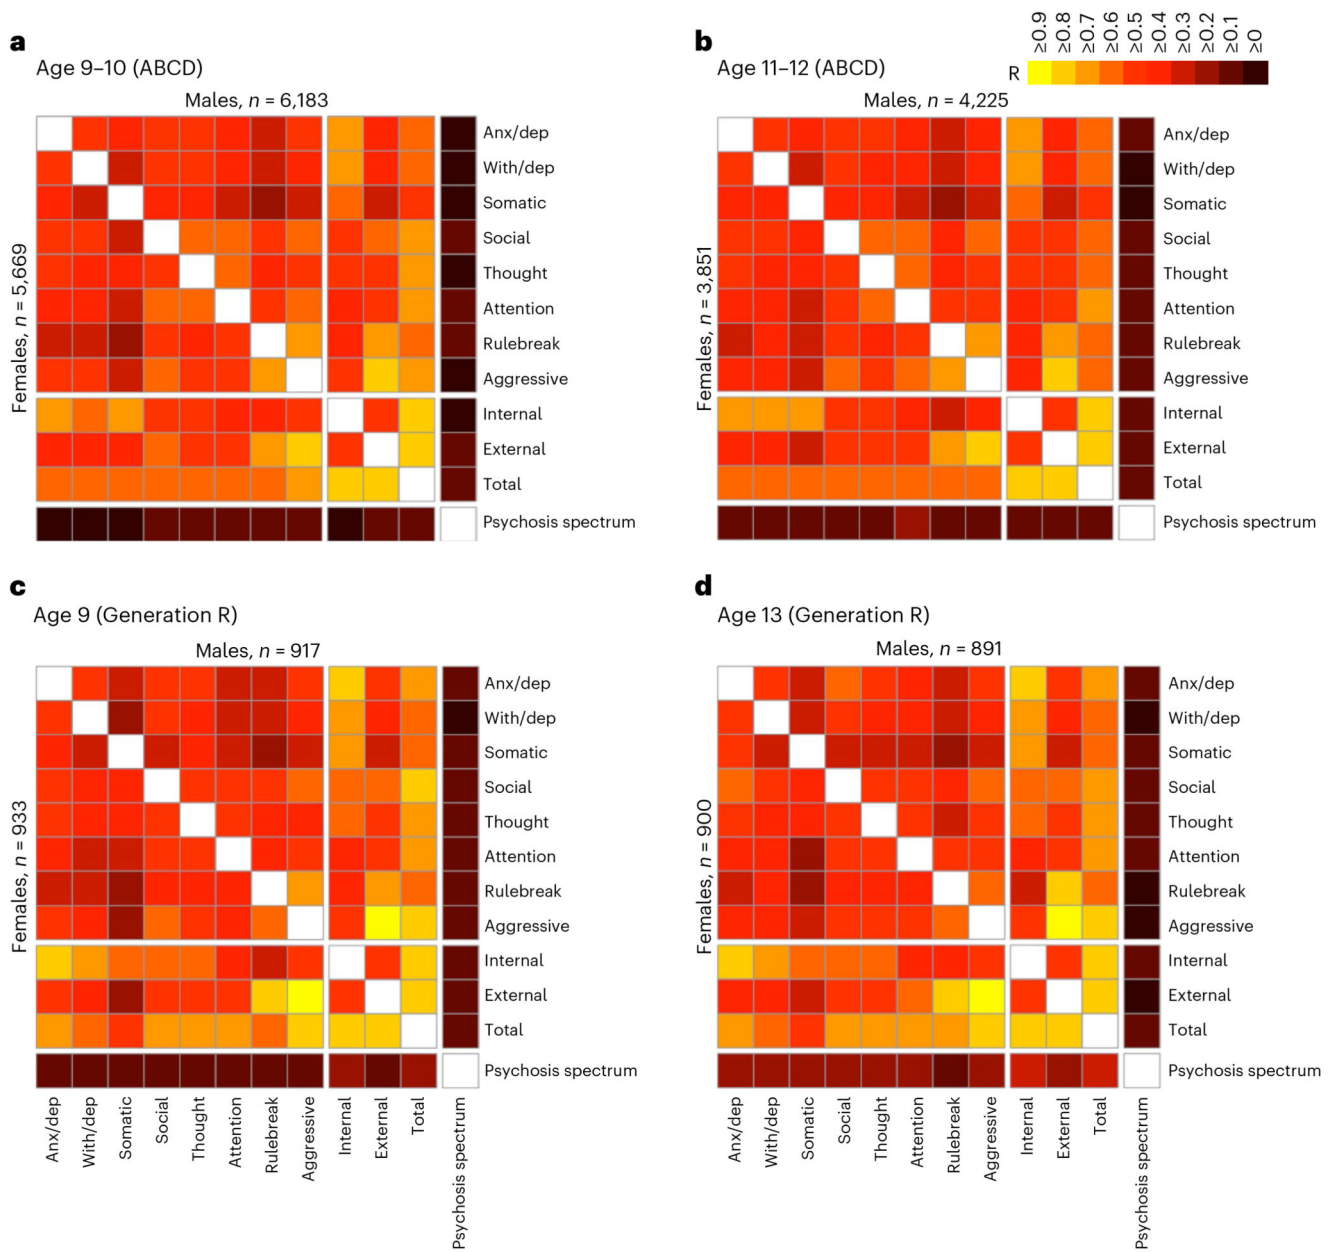 a
Age 9–10 (ABCD)
Males, n = 6,183
Females, n = 5,669
Anx/dep
With/dep
Somatic
Social
Thought
Attention
Rulebreak
Aggressive
Internal
External
Total
Psychosis spectrum
b
Age 11–12 (ABCD)
Males, n = 4,225
R
≥0.9
≥0.8
≥0.7
≥0.6
≥0.5
≥0.4
≥0.3
≥0.2
≥0.1
≥0
Females, n = 3,851
Anx/dep
With/dep
Somatic
Social
Thought
Attention
Rulebreak
Aggressive
Internal
External
Total
Psychosis spectrum
c
Age 9 (Generation R)
Males, n = 917
Females, n = 933
Anx/dep
With/dep
Somatic
Social
Thought
Attention
Rulebreak
Aggressive
Internal
External
Total
Psychosis spectrum
Anx/dep
With/dep
Somatic
Social
Thought
Attention
Rulebreak
Aggressive
Internal
External
Total
Psychosis spectrum
d
Age 13 (Generation R)
Males, n = 891
Females, n = 900
Anx/dep
With/dep
Somatic
Social
Thought
Attention
Rulebreak
Aggressive
Internal
External
Total
Psychosis spectrum
Anx/dep
With/dep
Somatic
Social
Thought
Attention
Rulebreak
Aggressive
Internal
External
Total
Psychosis spectrum